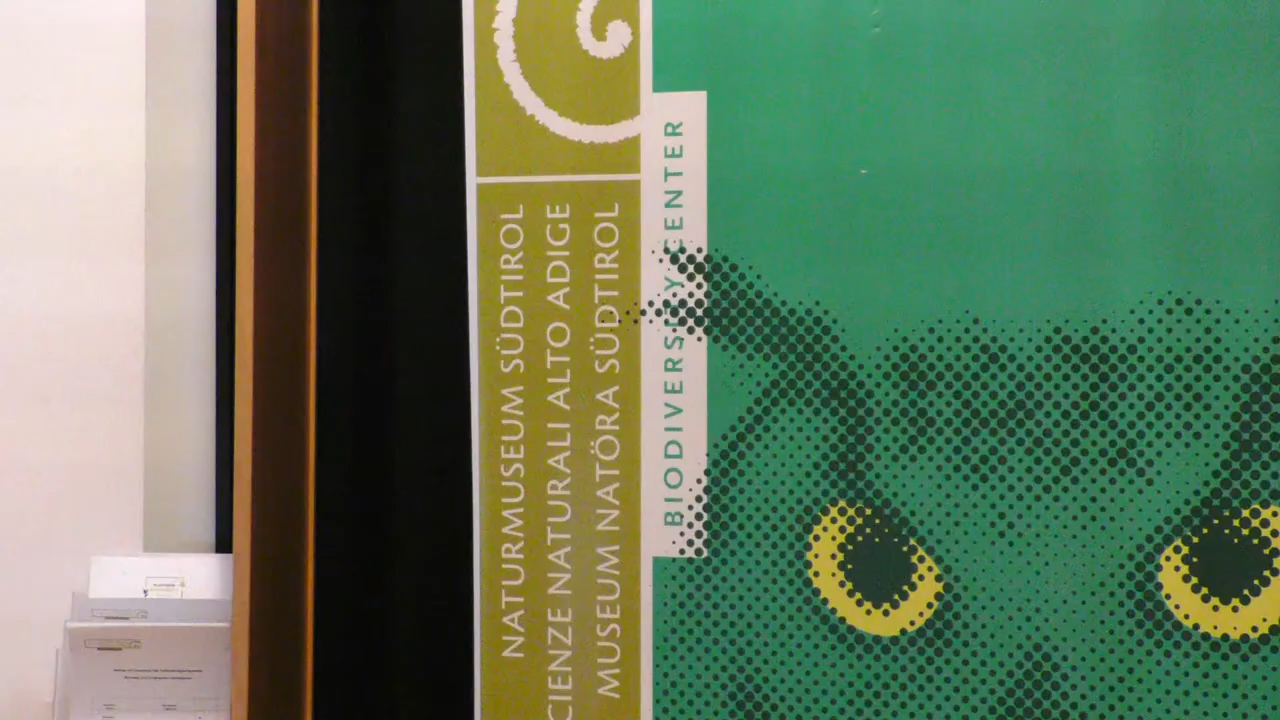 NATURMUSEUM SÜDTIROL
CIENZE NATURALI ALTO ADIGE
MUSEUM NATÖRA SÜDTIROL
BIODIVERSITY CENTER